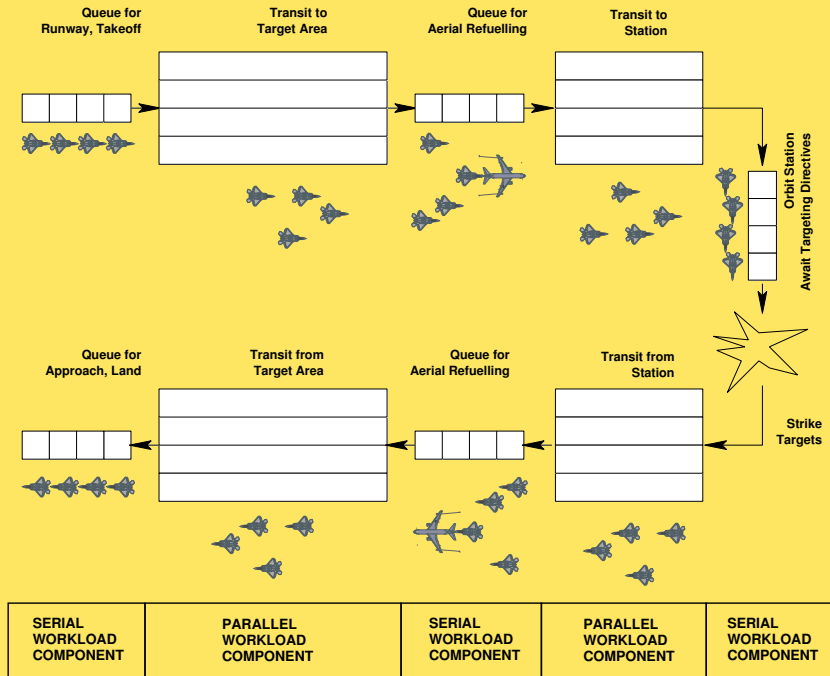 Queue for
Runway, Takeoff
Transit to
Target Area
Queue for
Aerial Refuelling
Transit to
Station
Orbit Station
Await Targeting Directives
Queue for
Approach, Land
Transit from
Target Area
Queue for
Aerial Refuelling
Transit from
Station
Strike
Targets
SERIAL
WORKLOAD
COMPONENT
PARALLEL
WORKLOAD
COMPONENT
SERIAL
WORKLOAD
COMPONENT
PARALLEL
WORKLOAD
COMPONENT
SERIAL
WORKLOAD
COMPONENT